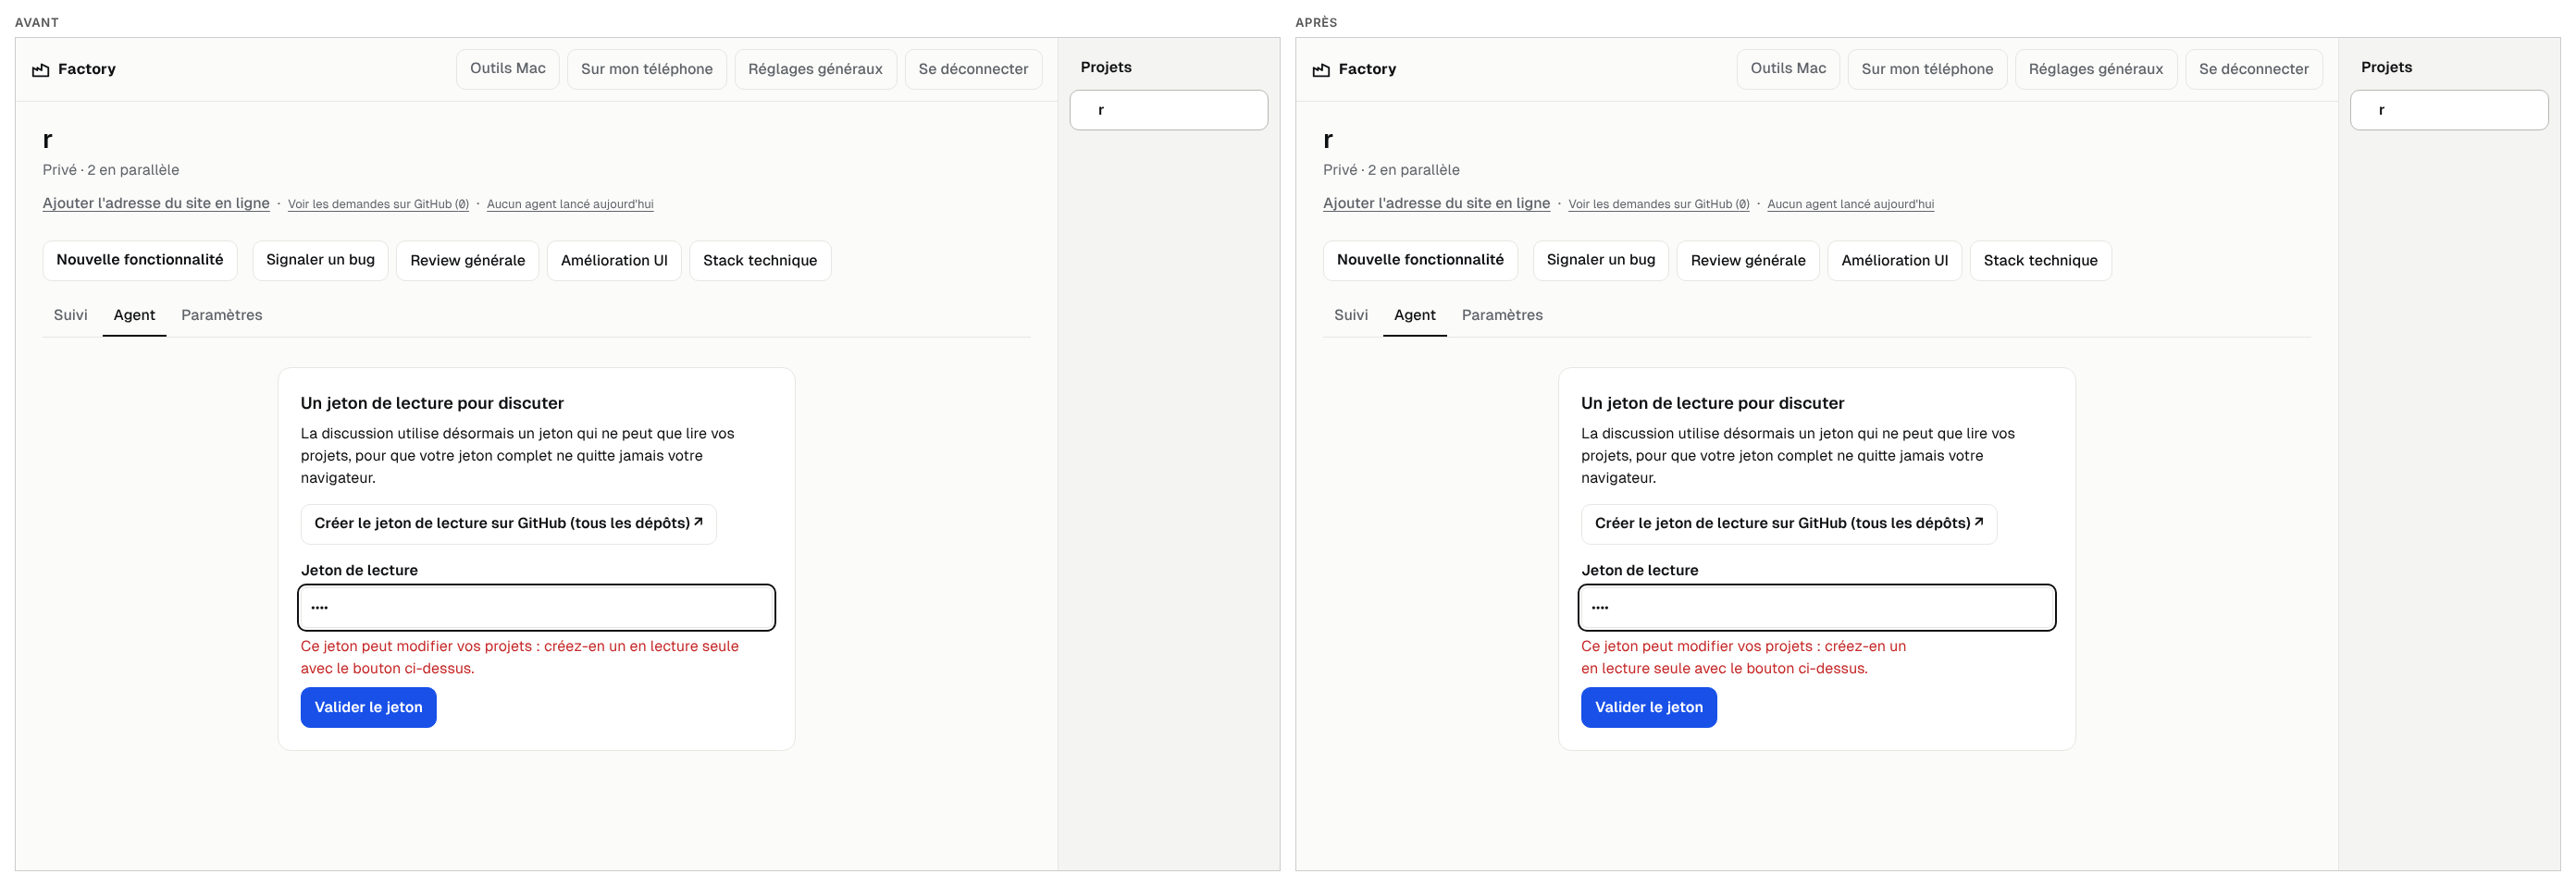 AVANT
Factory
Outils Mac
Sur mon téléphone
Réglages généraux
Se déconnecter
Projets
r
r
Privé · 2 en parallèle
Ajouter l'adresse du site en ligne · Voir les demandes sur GitHub (0) · Aucun agent lancé aujourd'hui
Nouvelle fonctionnalité
Signaler un bug
Review générale
Amélioration UI
Stack technique
Suivi
Agent
Paramètres
Un jeton de lecture pour discuter
La discussion utilise désormais un jeton qui ne peut que lire vos
projets, pour que votre jeton complet ne quitte jamais votre
navigateur.
Créer le jeton de lecture sur GitHub (tous les dépôts) ↗
Jeton de lecture
••••
Ce jeton peut modifier vos projets : créez-en un en lecture seule
avec le bouton ci-dessus.
Valider le jeton
APRÈS
Factory
Outils Mac
Sur mon téléphone
Réglages généraux
Se déconnecter
Projets
r
r
Privé · 2 en parallèle
Ajouter l'adresse du site en ligne · Voir les demandes sur GitHub (0) · Aucun agent lancé aujourd'hui
Nouvelle fonctionnalité
Signaler un bug
Review générale
Amélioration UI
Stack technique
Suivi
Agent
Paramètres
Un jeton de lecture pour discuter
La discussion utilise désormais un jeton qui ne peut que lire vos
projets, pour que votre jeton complet ne quitte jamais votre
navigateur.
Créer le jeton de lecture sur GitHub (tous les dépôts) ↗
Jeton de lecture
••••
Ce jeton peut modifier vos projets : créez-en un
en lecture seule avec le bouton ci-dessus.
Valider le jeton